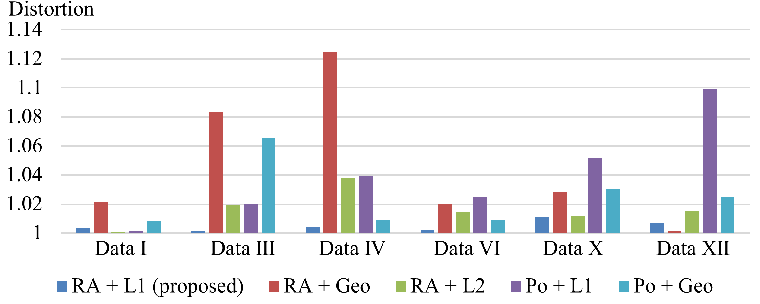 Distortion
1.14
1.12
1.1
1.08
1.06
1.04
1.02
1
Data I Data III Data IV Data VI Data X Data XII
RA + L1 (proposed) RA + Geo RA + L2 Po + L1 Po + Geo